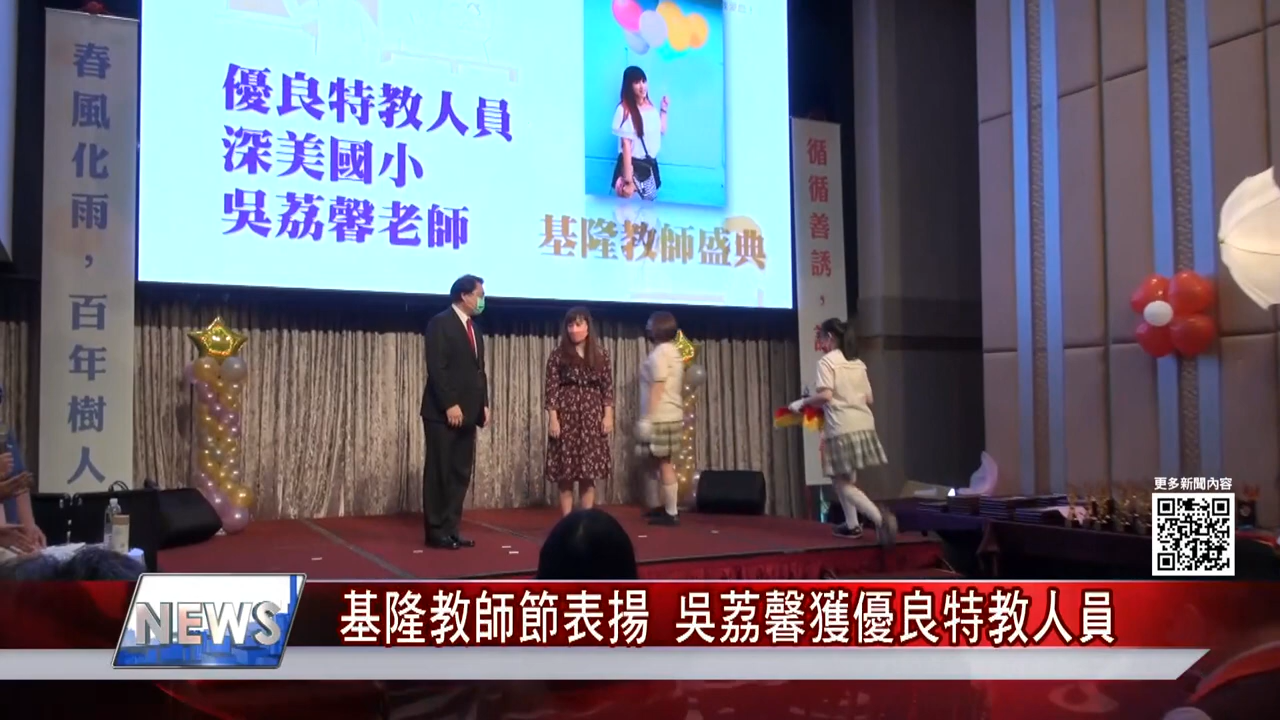 春風化雨，百年樹人
優良特教人員
深美國小
吳荔馨老師
基隆教師盛典
循循善誘，
更多新聞內容
NEWS
基隆教師節表揚 吳荔馨獲優良特教人員